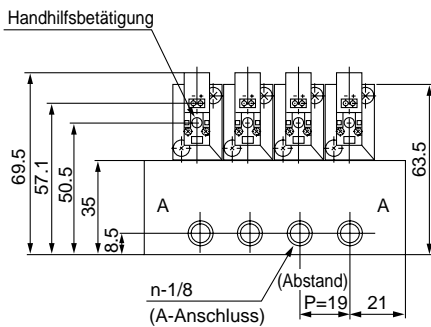 Handhilfsbetätigung
- +
- +
- +
- +
69.5
57.1
50.5
35
8.5
63.5
A
A
n-1/8
(A-Anschluss)
(Abstand)
P=19
21